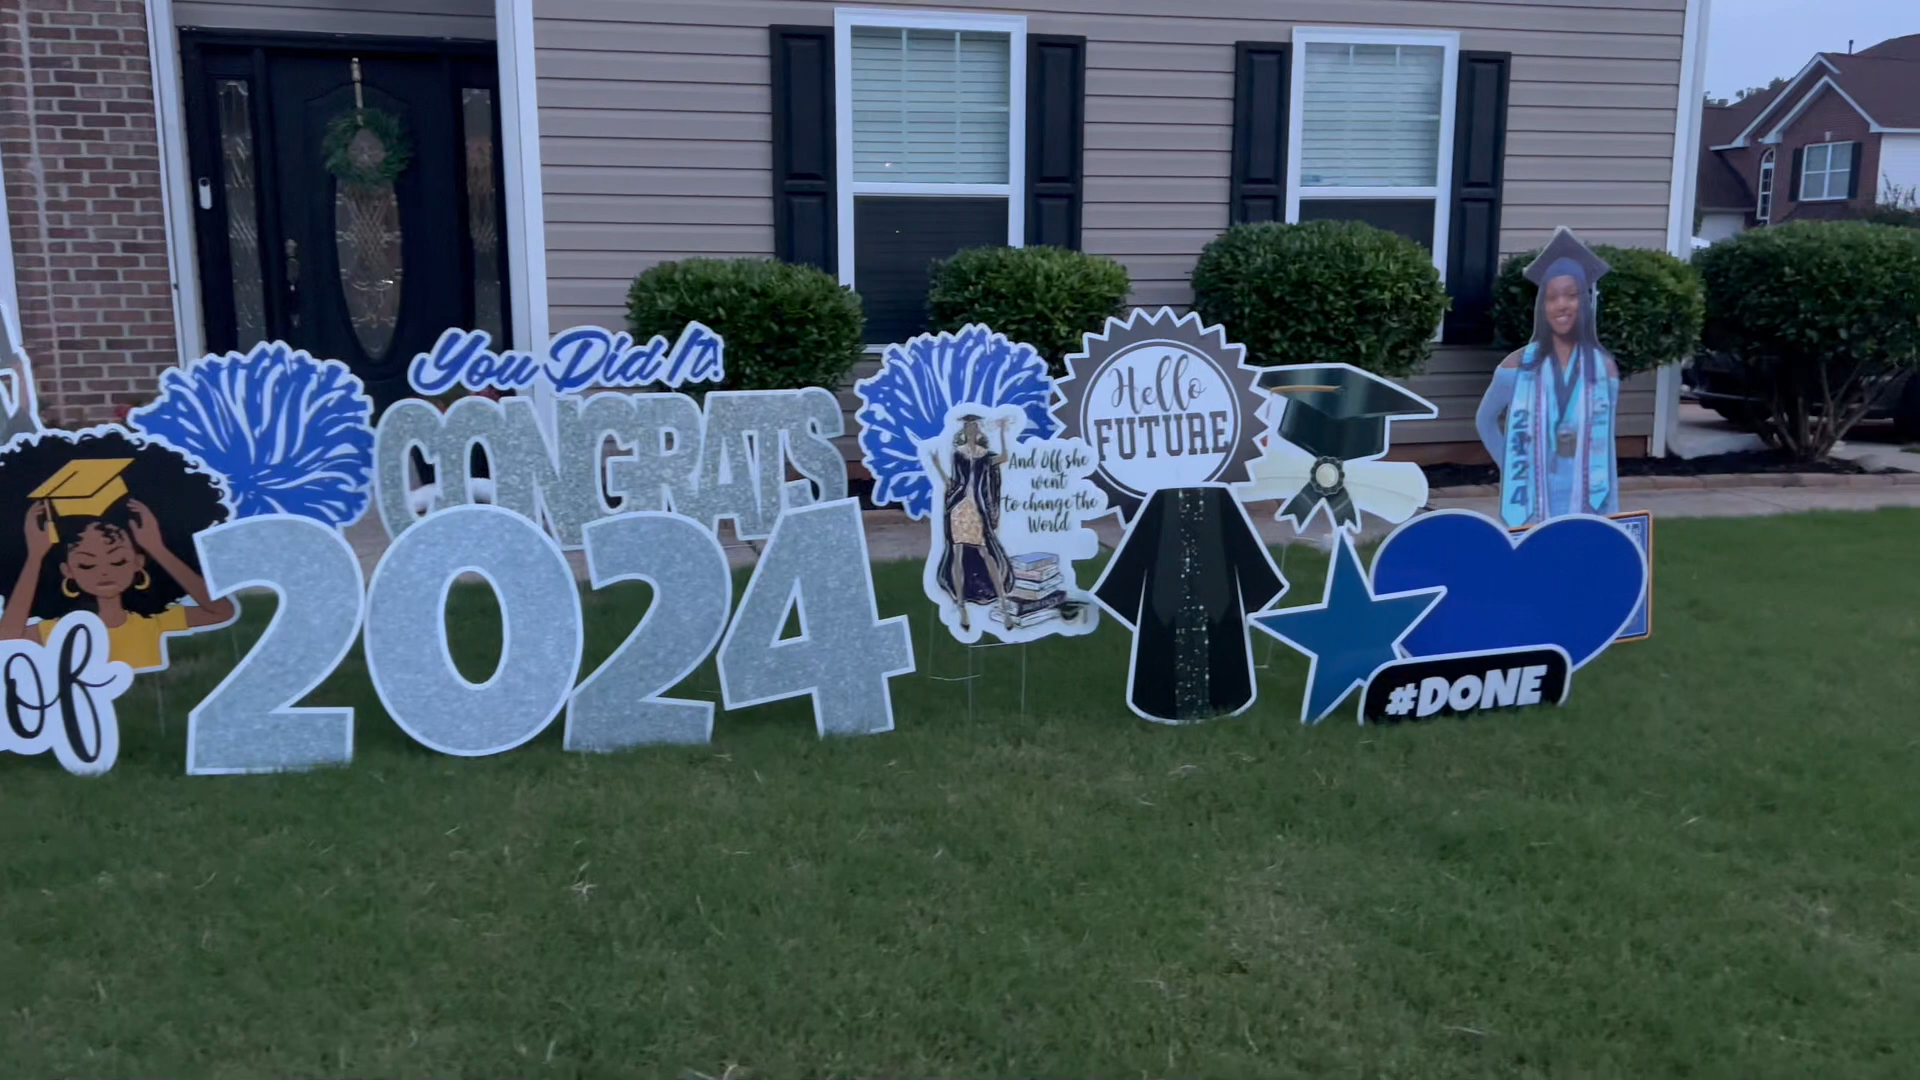 You Did It!
CONGRATS
of
2024
And Off she
went
to change the
World
Hello
FUTURE
2024
#DONE